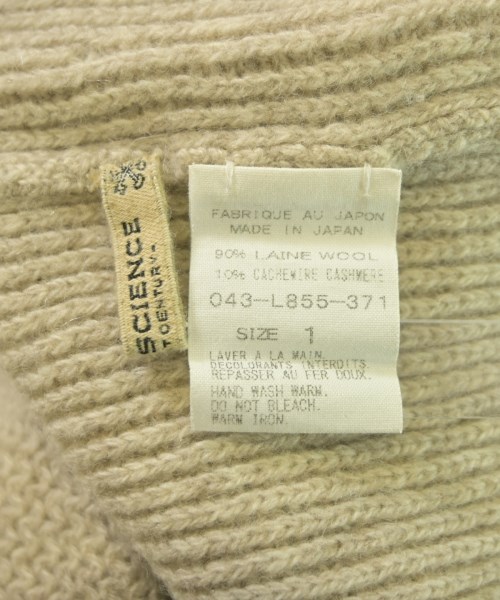 SCIENCE
FABRIQUE AU JAPON
MADE IN JAPAN
90% LAINE WOOL
10% CACHEMIRE CASHMERE
043-L855-371
SIZE 1
LAVER A LA MAIN.
DECOLORANTS INTERDITS.
REPASSER AU FER DOUX.
HAND WASH WARM.
DO NOT BLEACH.
WARM IRON.